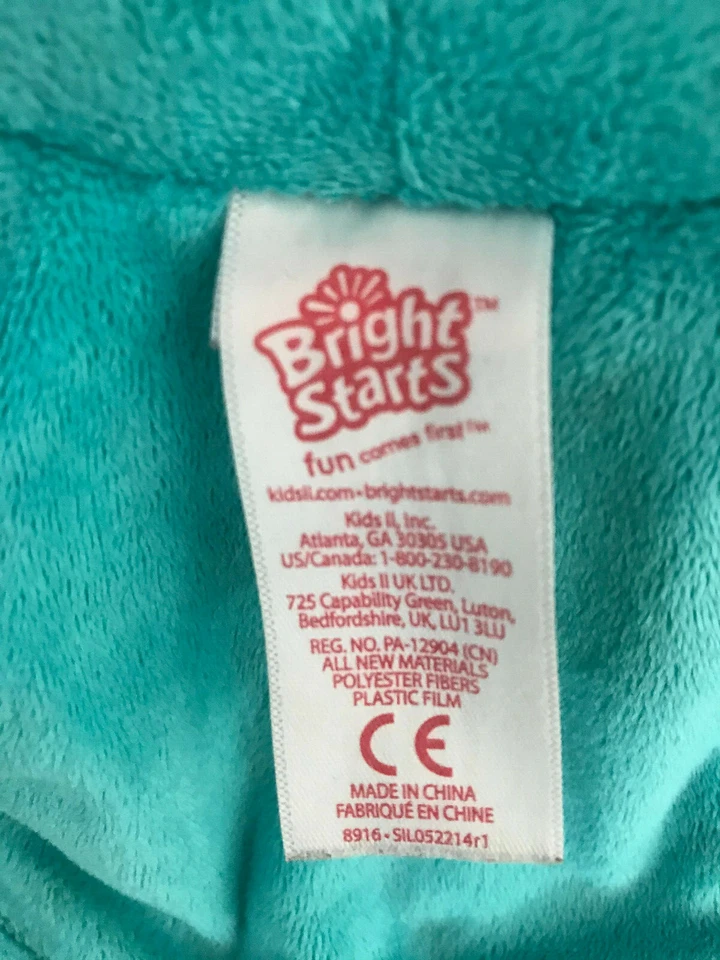 Bright™
Starts
fun comes first™
kidsii.com•brightstarts.com
Kids II, Inc.
Atlanta, GA 30305 USA
US/Canada: 1-800-230-8190
Kids II UK LTD.
725 Capability Green, Luton,
Bedfordshire, UK, LU1 3LU
REG. NO. PA-12904 (CN)
ALL NEW MATERIALS
POLYESTER FIBERS
PLASTIC FILM
CE
MADE IN CHINA
FABRIQUÉ EN CHINE
8916 • SIL052214r1